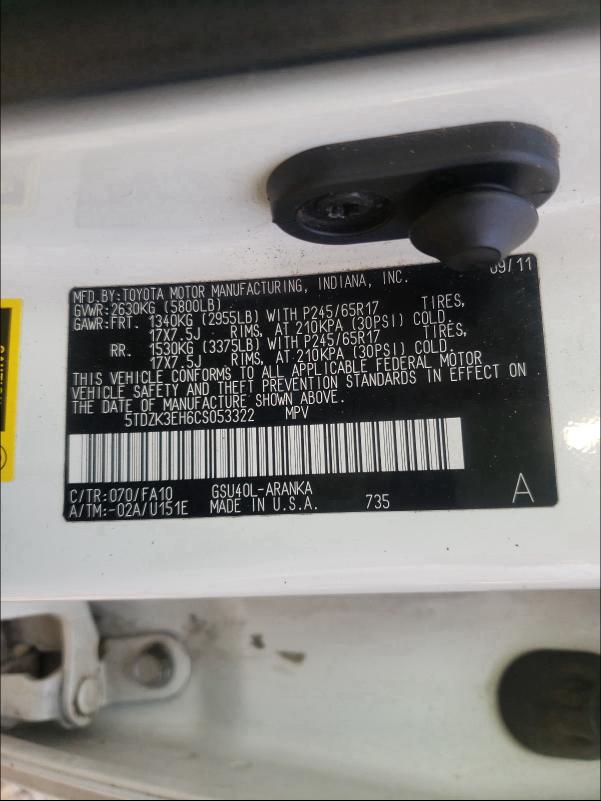 09/11
MFD.BY:TOYOTA MOTOR MANUFACTURING, INDIANA, INC.
GVWR:2630KG (5800LB)
GAWR:FRT. 1340KG (2955LB) WITH P245/65R17 TIRES,
17X7.5J RIMS, AT 210KPA (30PSI) COLD.
RR. 1530KG (3375LB) WITH P245/65R17 TIRES,
17X7.5J RIMS, AT 210KPA (30PSI) COLD.
THIS VEHICLE CONFORMS TO ALL APPLICABLE FEDERAL MOTOR
VEHICLE SAFETY AND THEFT PREVENTION STANDARDS IN EFFECT ON
DATE OF MANUFACTURE SHOWN ABOVE.
5TDZK3EH6CS053322 MPV
C/TR:070/FA10 GSU40L-ARANKA
A/TM:-02A/U151E MADE IN U.S.A. 735 A